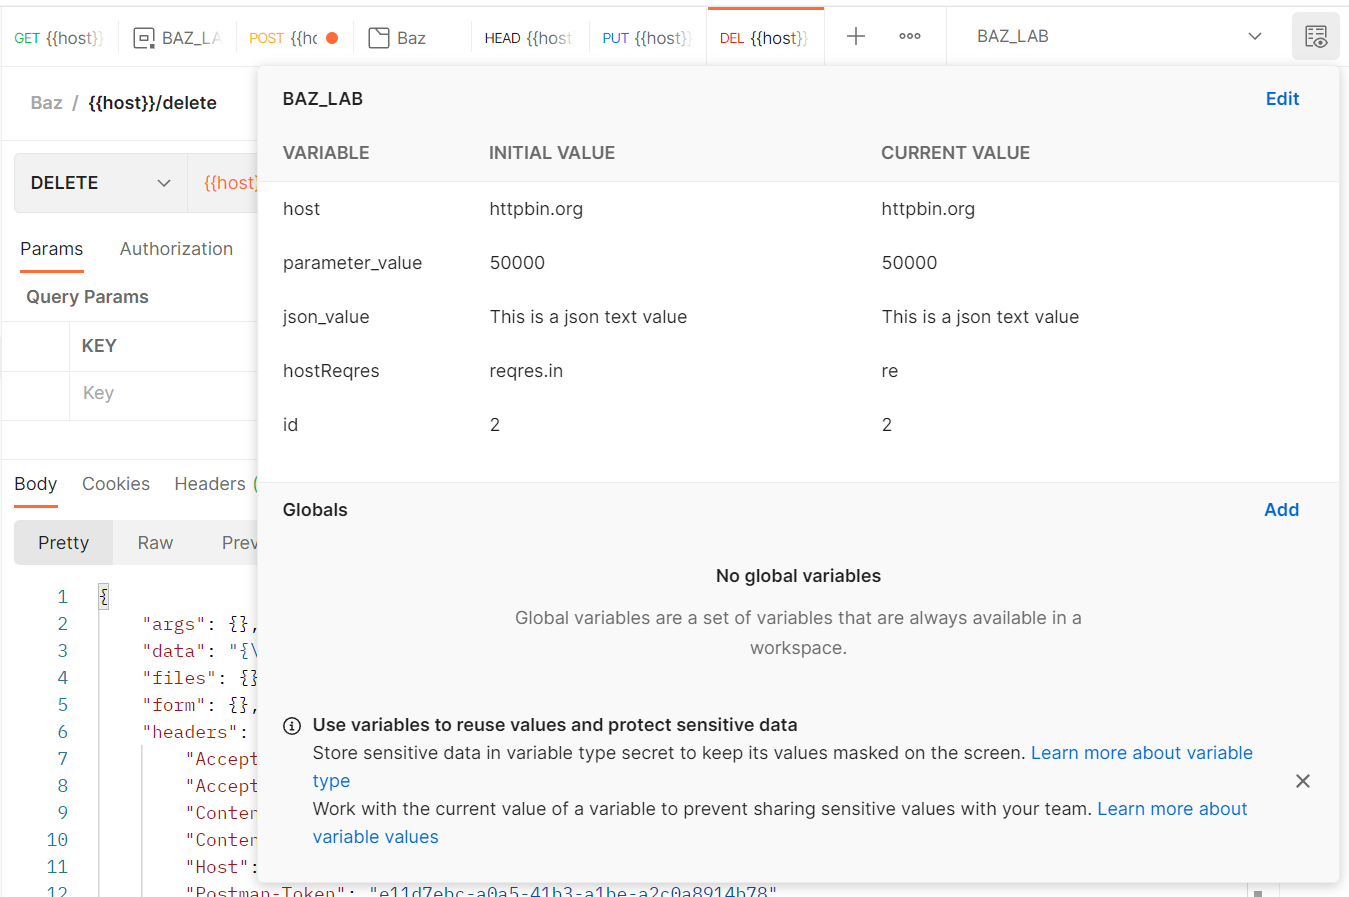 GET {{host}}
BAZ_LA
POST {{hc
Baz
HEAD {{host
PUT {{host}}
DEL {{host}}
BAZ_LAB
Baz / {{host}}/delete
DELETE
{{host}
Params Authorization
Query Params
KEY
Key
Body Cookies Headers (
Pretty Raw Prev
1 {
2 "args": {},
3 "data": "{\
4 "files": {}
5 "form": {},
6 "headers":
7 "Accept
8 "Accept
9 "Conten
10 "Conten
11 "Host":
12 "Postman-Token": "e11d7ebc-a0a5-41b3-a1be-a2c0a8914b78"
BAZ_LAB Edit
VARIABLE INITIAL VALUE CURRENT VALUE
host httpbin.org httpbin.org
parameter_value 50000 50000
json_value This is a json text value This is a json text value
hostReqres reqres.in re
id 2 2
Globals Add
No global variables
Global variables are a set of variables that are always available in a
workspace.
Use variables to reuse values and protect sensitive data
Store sensitive data in variable type secret to keep its values masked on the screen. Learn more about variable
type
Work with the current value of a variable to prevent sharing sensitive values with your team. Learn more about
variable values